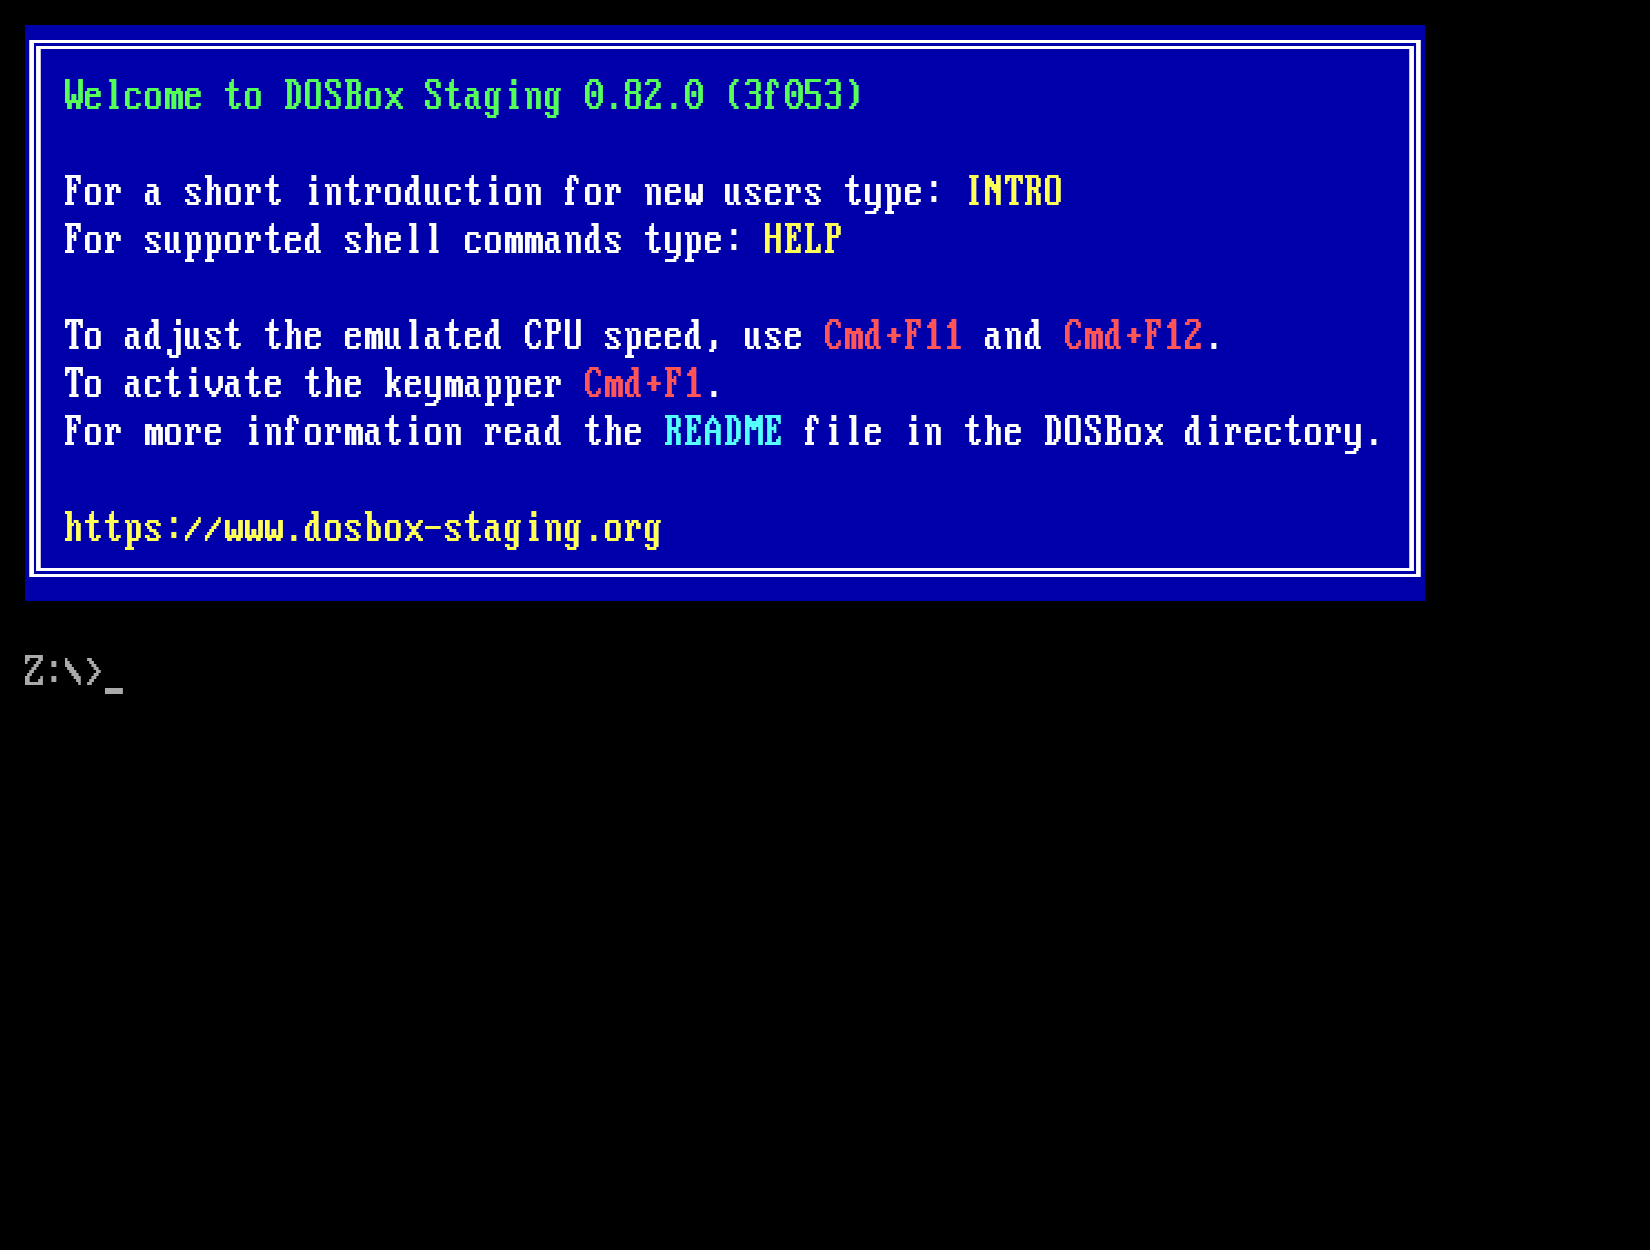 Welcome to DOSBox Staging 0.82.0 (3f053)
For a short introduction for new users type: INTRO
For supported shell commands type: HELP
To adjust the emulated CPU speed, use Cmd+F11 and Cmd+F12.
To activate the keymapper Cmd+F1.
For more information read the README file in the DOSBox directory.
https://www.dosbox-staging.org
Z:\>_